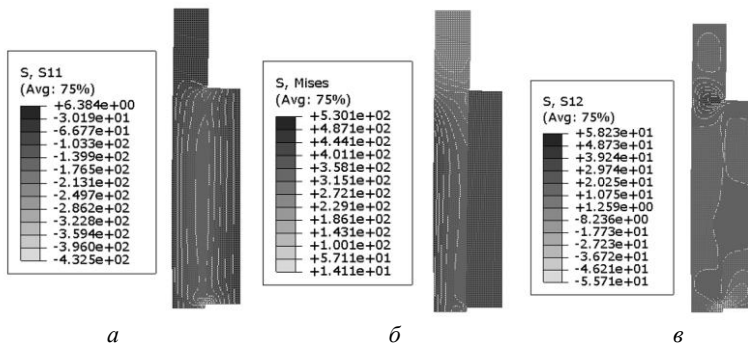 S, S11
(Avg: 75%)
+6.384e+00
-3.019e+01
-6.677e+01
-1.033e+02
-1.399e+02
-1.765e+02
-2.131e+02
-2.497e+02
-2.862e+02
-3.228e+02
-3.594e+02
-3.960e+02
-4.325e+02
S, Mises
(Avg: 75%)
+5.301e+02
+4.871e+02
+4.441e+02
+4.011e+02
+3.581e+02
+3.151e+02
+2.721e+02
+2.291e+02
+1.861e+02
+1.431e+02
+1.001e+02
+5.711e+01
+1.411e+01
S, S12
(Avg: 75%)
+5.823e+01
+4.873e+01
+3.924e+01
+2.974e+01
+2.025e+01
+1.075e+01
+1.259e+00
-8.236e+00
-1.773e+01
-2.723e+01
-3.672e+01
-4.621e+01
-5.571e+01
а
б
в